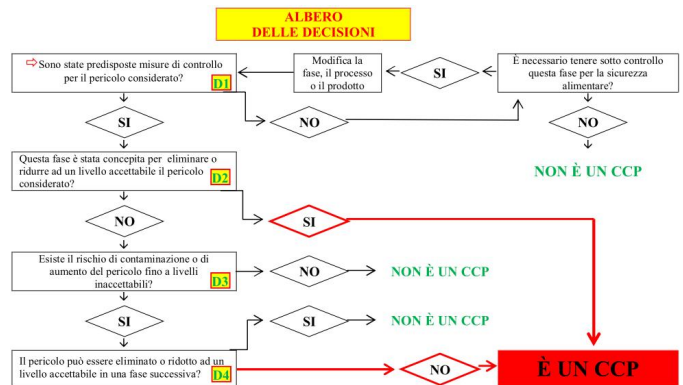 ALBERO
DELLE DECISIONI
⇨Sono state predisposte misure di controllo
per il pericolo considerato?
D1
Modifica la
fase, il processo
o il prodotto
SI
È necessario tenere sotto controllo
questa fase per la sicurezza
alimentare?
SI
NO
NO
NON È UN CCP
Questa fase è stata concepita per eliminare o
ridurre ad un livello accettabile il pericolo
considerato?
D2
NO
SI
Esiste il rischio di contaminazione o di
aumento del pericolo fino a livelli
inaccettabili?
D3
NO
NON È UN CCP
SI
SI
NON È UN CCP
Il pericolo può essere eliminato o ridotto ad un
livello accettabile in una fase successiva?
D4
NO
È UN CCP